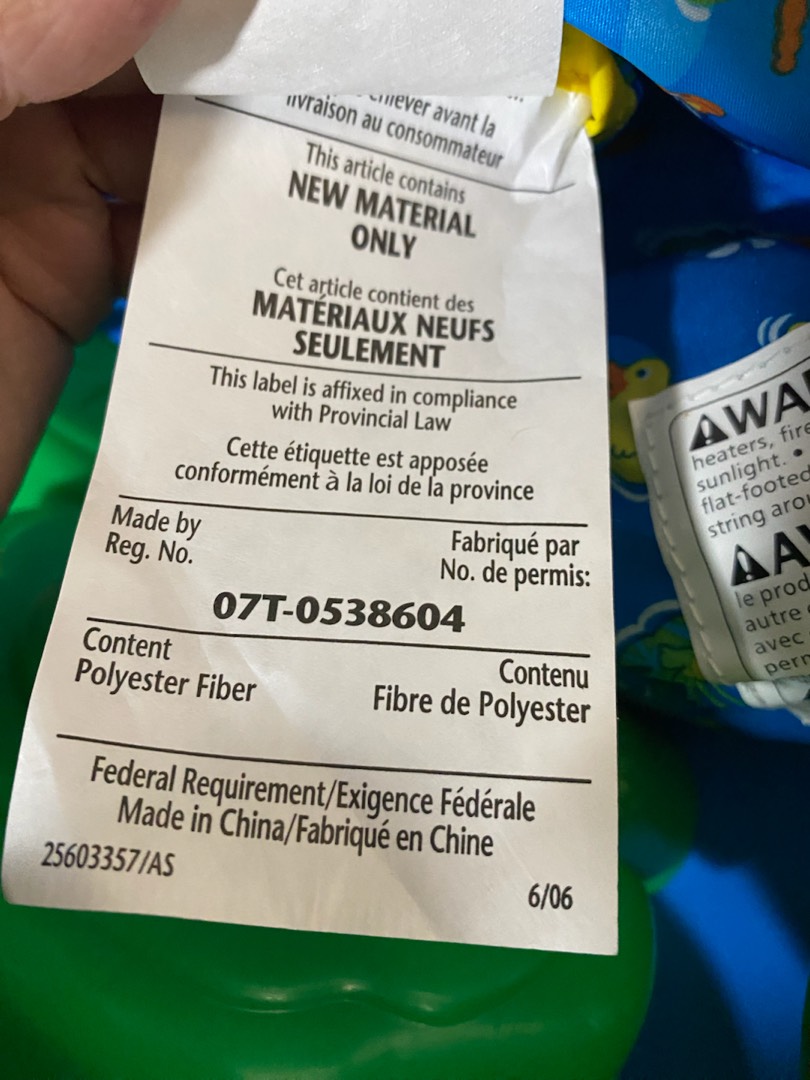 enlever avant la
livraison au consommateur
This article contains
NEW MATERIAL
ONLY
Cet article contient des
MATÉRIAUX NEUFS
SEULEMENT
This label is affixed in compliance
with Provincial Law
Cette étiquette est apposée
conformément à la loi de la province
Made by
Reg. No.
Fabriqué par
No. de permis:
07T-0538604
Content
Polyester Fiber
Contenu
Fibre de Polyester
Federal Requirement/Exigence Fédérale
Made in China/Fabriqué en Chine
25603357/AS
6/06
heaters, fire
sunlight. •
flat-footed
string
le prod
autre
avec